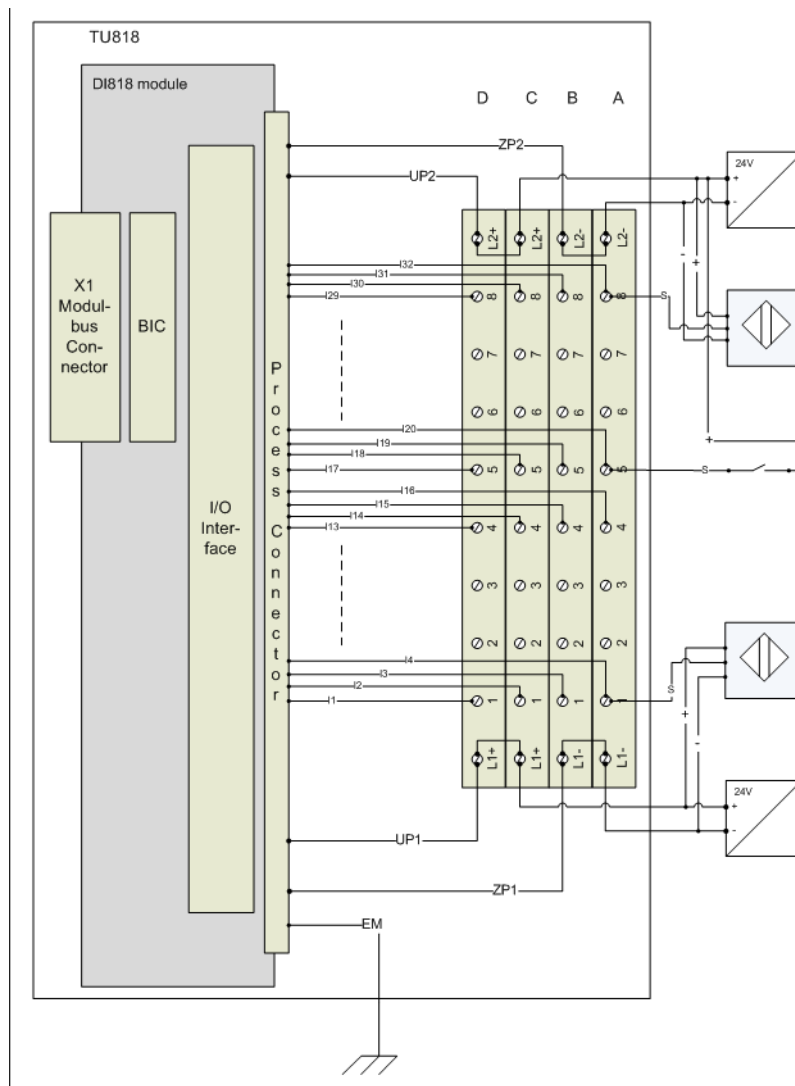 TU818
DI818 module
D C B A
ZP2
24V
UP2
+
-
L2+ L2+ L2- L2-
- +
I32
I31
I30
I29
8 8 8 8
S
X1
Modul-
bus
Con-
nector
BIC
7 7 7 7
Process Connector
6 6 6 6
I20
+
I19
I18
I17
5 5 5 5
S
I16
I/O
Inter-
face
I15
I14
I13
4 4 4 4
3 3 3 3
2 2 2 2
I4
I3
I2
I1
1 1 1 1
S
+
-
L1+ L1+ L1- L1-
24V
+
-
UP1
ZP1
EM